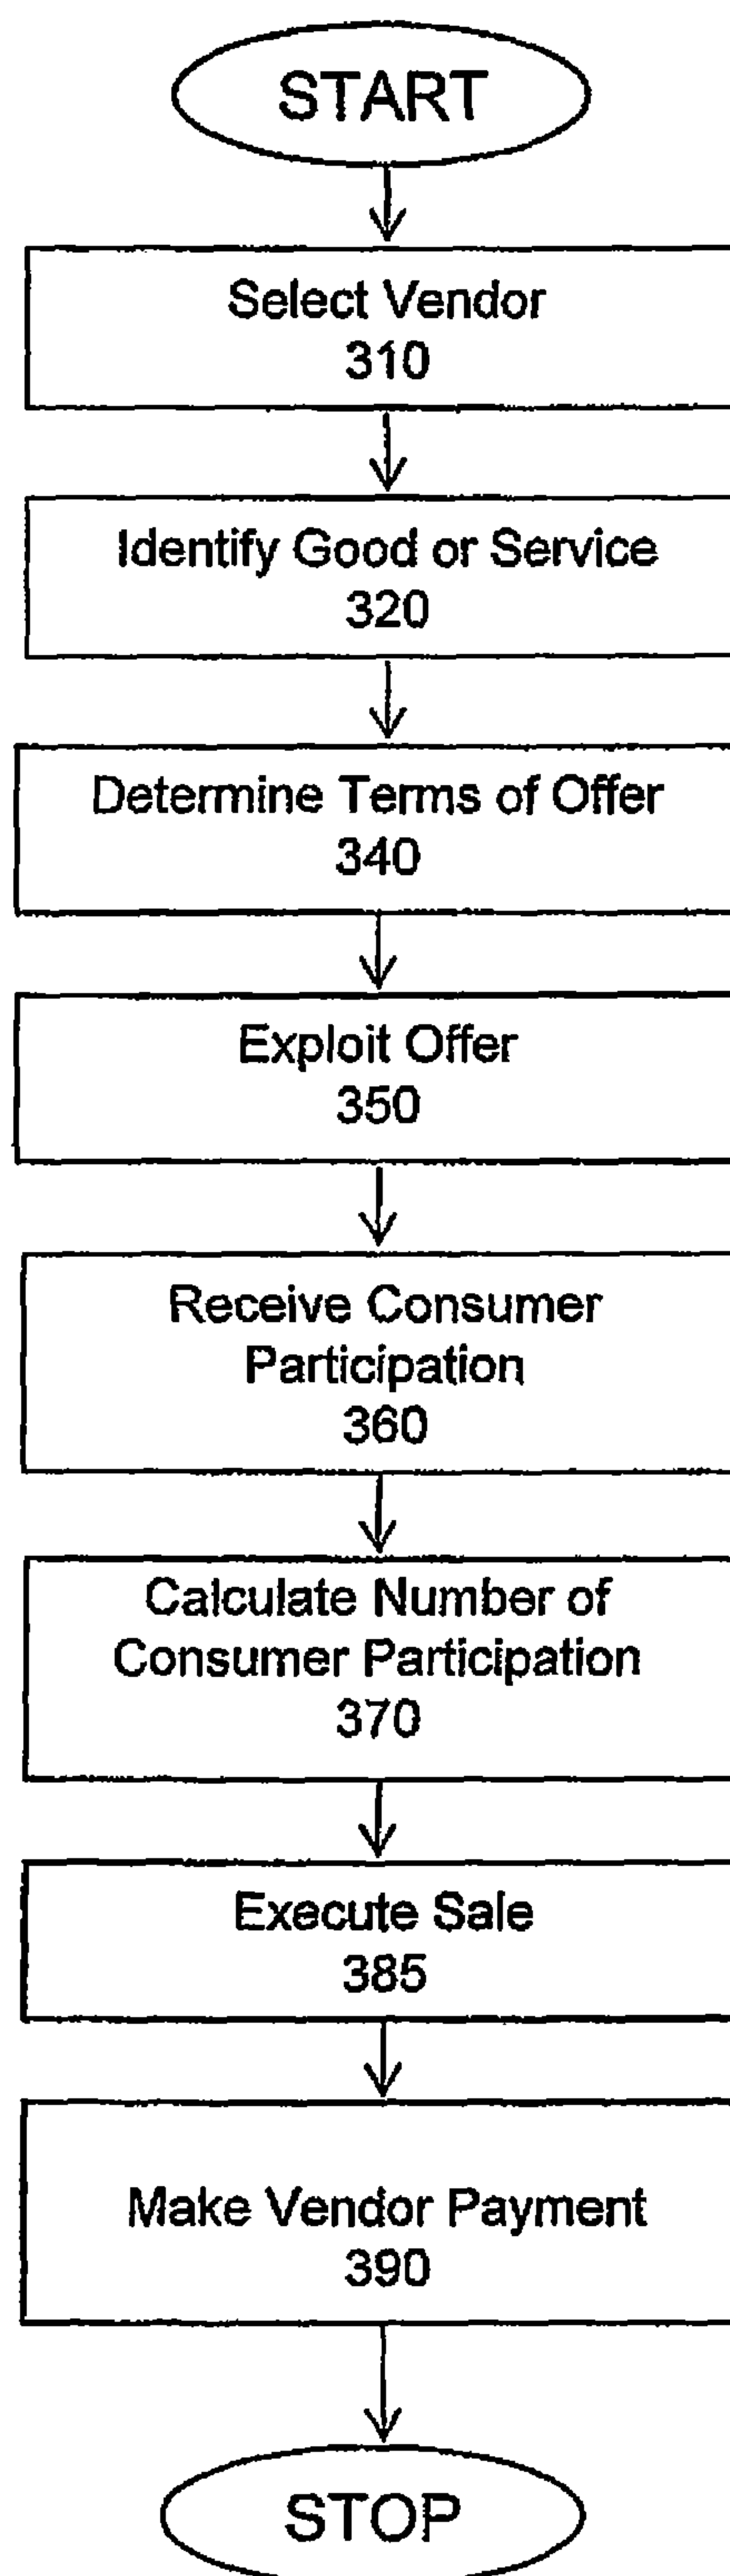 START
Select Vendor
310
Identify Good or Service
320
Determine Terms of Offer
340
Exploit Offer
350
Receive Consumer
Participation
360
Calculate Number of
Consumer Participation
370
Execute Sale
385
Make Vendor Payment
390
STOP